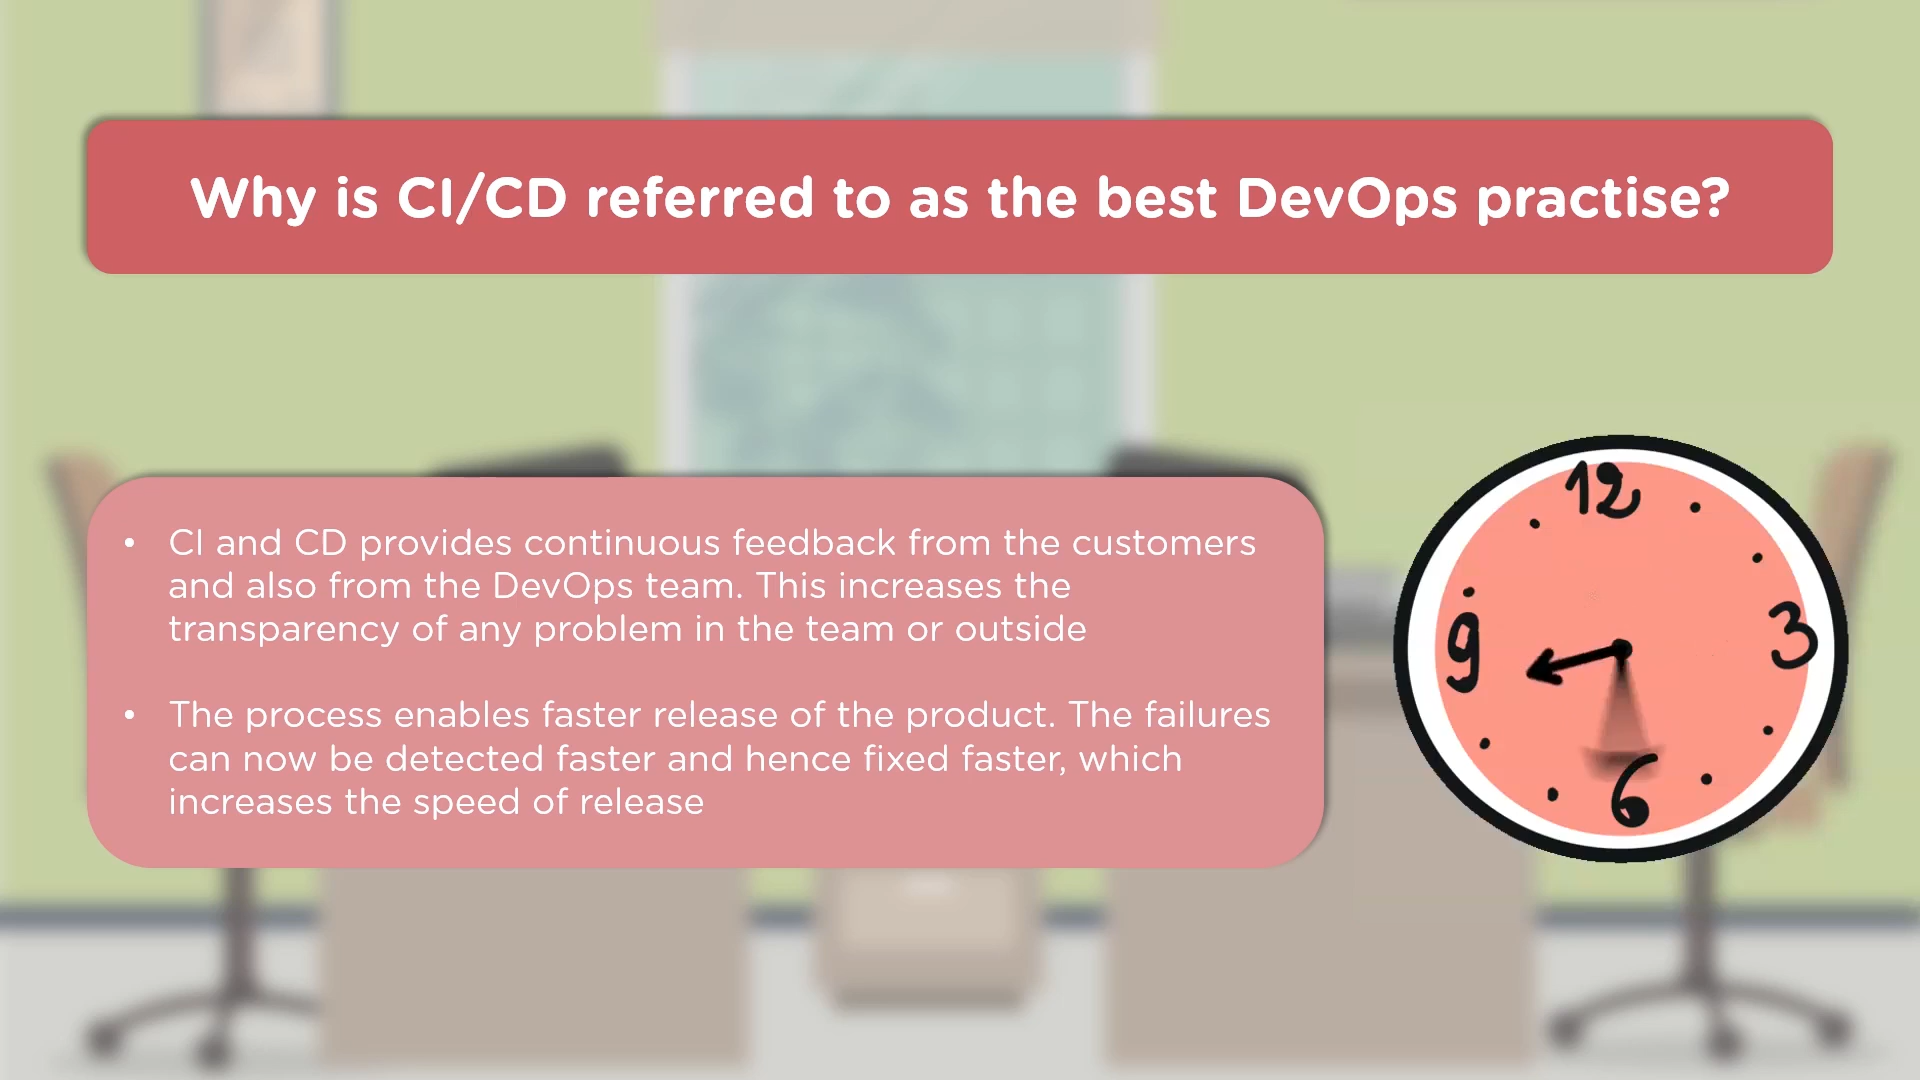 Why is CI/CD referred to as the best DevOps practise?
• CI and CD provides continuous feedback from the customers
and also from the DevOps team. This increases the
transparency of any problem in the team or outside
• The process enables faster release of the product. The failures
can now be detected faster and hence fixed faster, which
increases the speed of release
12
9
3
6